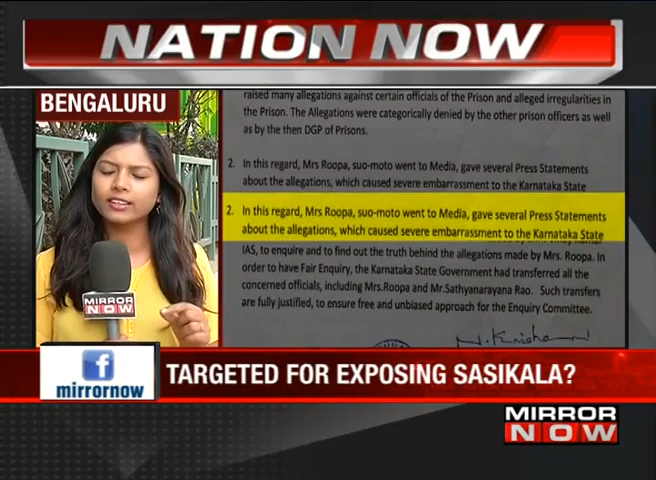 NATION NOW
BENGALURU
raised many allegations against certain officials of the Prison and alleged irregularities in
the Prison. The Allegations were categorically denied by the other prison officers as well
as by the then DGP of Prisons.
2. In this regard, Mrs Roopa, suo-moto went to Media, gave several Press Statements
about the allegations, which caused severe embarrassment to the Karnataka State
2. In this regard, Mrs Roopa, suo-moto went to Media, gave several Press Statements
about the allegations, which caused severe embarrassment to the Karnataka State
IAS, to enquire and to find out the truth behind the allegations made by Mrs. Roopa. In
order to have Fair Enquiry, the Karnataka State Government had transferred all the
concerned officials, including Mrs.Roopa and Mr.Sathyanarayana Rao. Such transfers
are fully justified, to ensure free and unbiased approach for the Enquiry Committee.
MIRROR
NOW
f
mirrornow
TARGETED FOR EXPOSING SASIKALA?
MIRROR
NOW